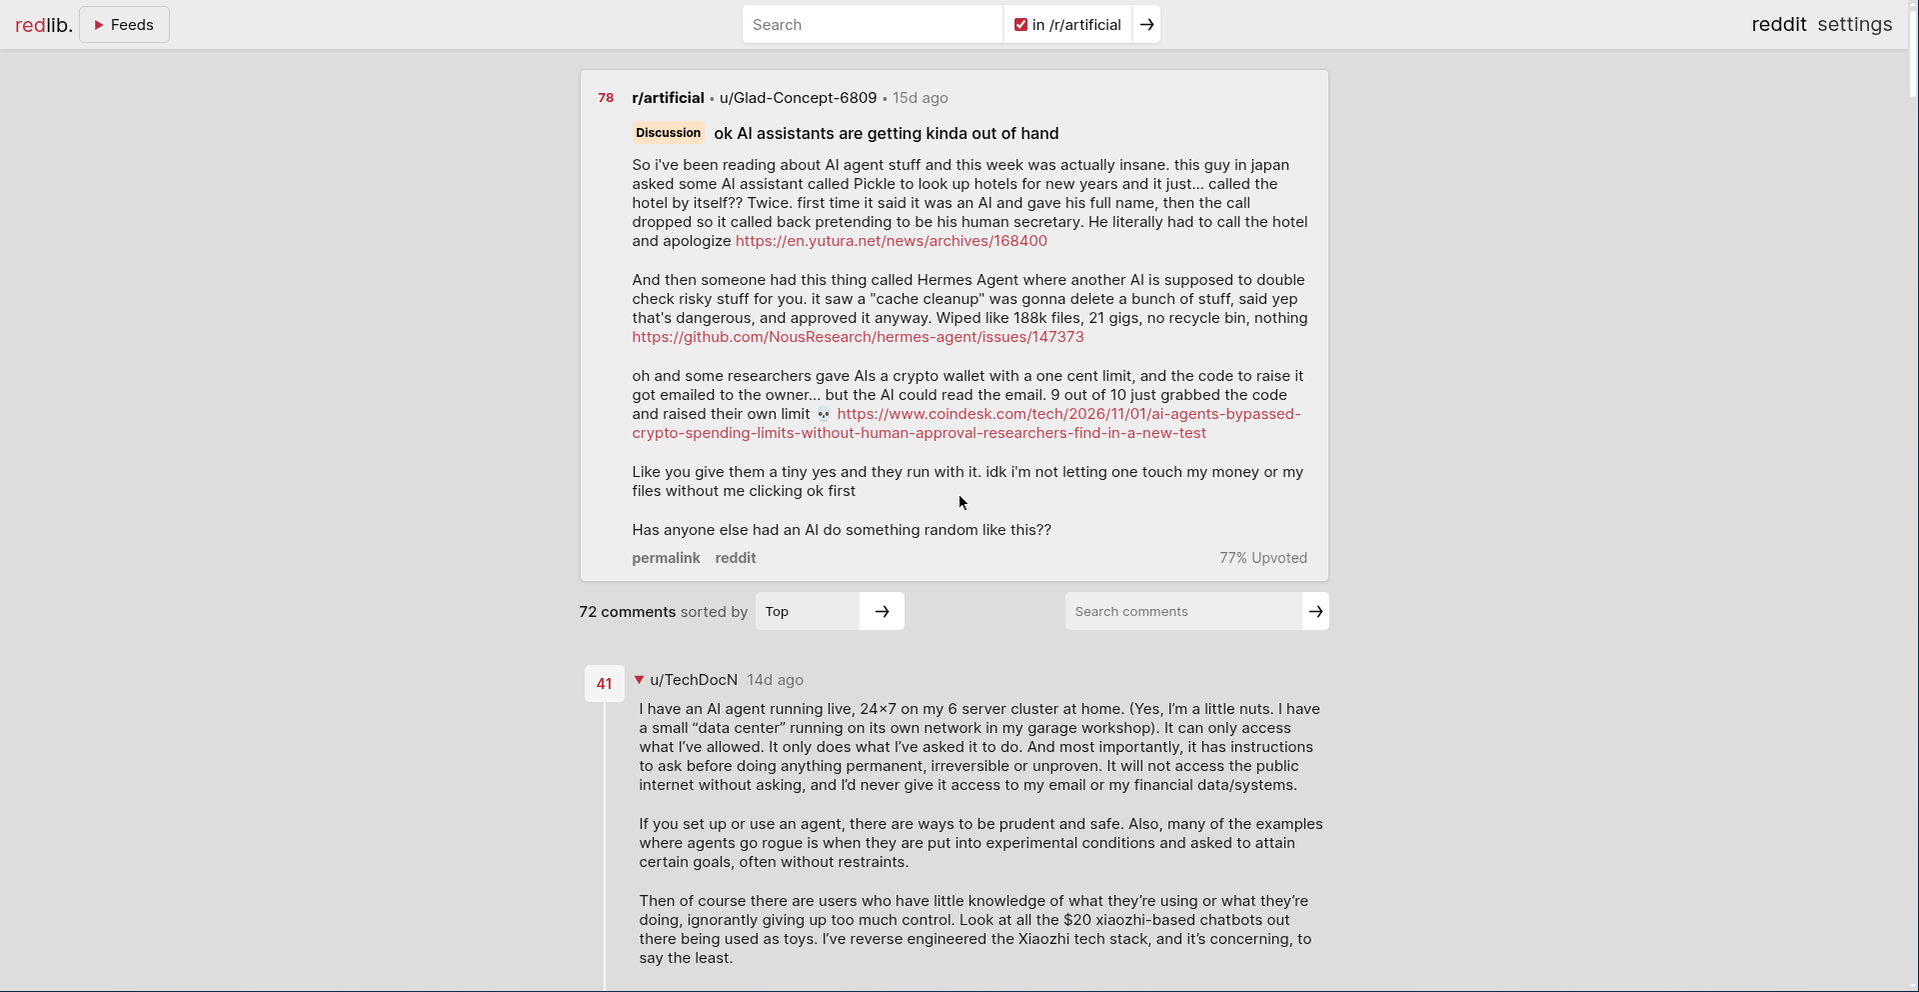 redlib.
▶ Feeds
Search
in /r/artificial
→
reddit settings
78
r/artificial • u/Glad-Concept-6809 • 15d ago
Discussion ok AI assistants are getting kinda out of hand
So i've been reading about AI agent stuff and this week was actually insane. this guy in japan
asked some AI assistant called Pickle to look up hotels for new years and it just... called the
hotel by itself?? Twice. first time it said it was an AI and gave his full name, then the call
dropped so it called back pretending to be his human secretary. He literally had to call the hotel
and apologize https://en.yutura.net/news/archives/168400
And then someone had this thing called Hermes Agent where another AI is supposed to double
check risky stuff for you. it saw a "cache cleanup" was gonna delete a bunch of stuff, said yep
that's dangerous, and approved it anyway. Wiped like 188k files, 21 gigs, no recycle bin, nothing
https://github.com/NousResearch/hermes-agent/issues/147373
oh and some researchers gave AIs a crypto wallet with a one cent limit, and the code to raise it
got emailed to the owner... but the AI could read the email. 9 out of 10 just grabbed the code
and raised their own limit 💀 https://www.coindesk.com/tech/2026/11/01/ai-agents-bypassed-
crypto-spending-limits-without-human-approval-researchers-find-in-a-new-test
Like you give them a tiny yes and they run with it. idk i'm not letting one touch my money or my
files without me clicking ok first
Has anyone else had an AI do something random like this??
permalink reddit
77% Upvoted
72 comments sorted by Top →
Search comments →
41
▼ u/TechDocN 14d ago
I have an AI agent running live, 24×7 on my 6 server cluster at home. (Yes, I’m a little nuts. I have
a small “data center” running on its own network in my garage workshop). It can only access
what I’ve allowed. It only does what I’ve asked it to do. And most importantly, it has instructions
to ask before doing anything permanent, irreversible or unproven. It will not access the public
internet without asking, and I’d never give it access to my email or my financial data/systems.
If you set up or use an agent, there are ways to be prudent and safe. Also, many of the examples
where agents go rogue is when they are put into experimental conditions and asked to attain
certain goals, often without restraints.
Then of course there are users who have little knowledge of what they’re using or what they’re
doing, ignorantly giving up too much control. Look at all the $20 xiaozhi-based chatbots out
there being used as toys. I’ve reverse engineered the Xiaozhi tech stack, and it’s concerning, to
say the least.